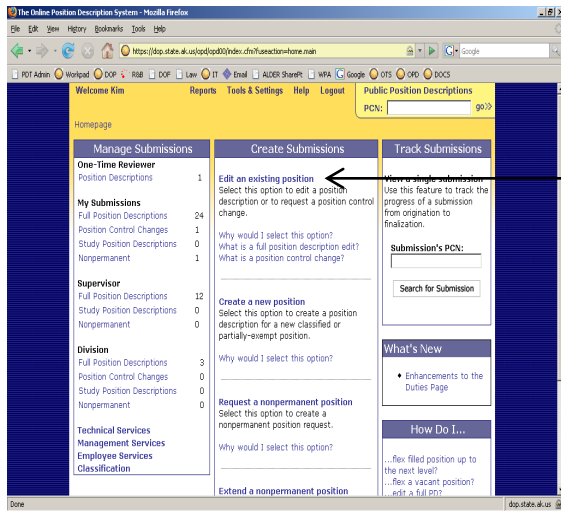 The Online Position Description System - Mozilla Firefox
File Edit View History Bookmarks Tools Help
https://dop.state.ak.us/opd/opd00/index.cfm?fuseaction=home.main
Google
PDT Admin Workpad DOP R&B DOF Law IT Email ALDER SharePt WPA Google OTS OPD DOCS
Welcome Kim
Reports Tools & Settings Help Logout
Public Position Descriptions
PCN: go»
Homepage
Manage Submissions
One-Time Reviewer
Position Descriptions 1
My Submissions
Full Position Descriptions 24
Position Control Changes 1
Study Position Descriptions 0
Nonpermanent 1
Supervisor
Full Position Descriptions 12
Study Position Descriptions 0
Nonpermanent 0
Division
Full Position Descriptions 3
Position Control Changes 0
Study Position Descriptions 0
Nonpermanent 0
Technical Services
Management Services
Employee Services
Classification
Create Submissions
Edit an existing position
Select this option to edit a position
description or to request a position control
change.
Why would I select this option?
What is a full position description edit?
What is a position control change?
Create a new position
Select this option to create a position
description for a new classified or
partially-exempt position.
Why would I select this option?
Request a nonpermanent position
Select this option to create a
nonpermanent position request.
Why would I select this option?
Extend a nonpermanent position
Track Submissions
View a single submission
Use this feature to track the
progress of a submission
from origination to
finalization.
Submission's PCN:
Search for Submission
What's New
Enhancements to the
Duties Page
How Do I...
...flex filled position up to
the next level?
...flex a vacant position?
...edit a full PD?
Done
dop.state.ak.us